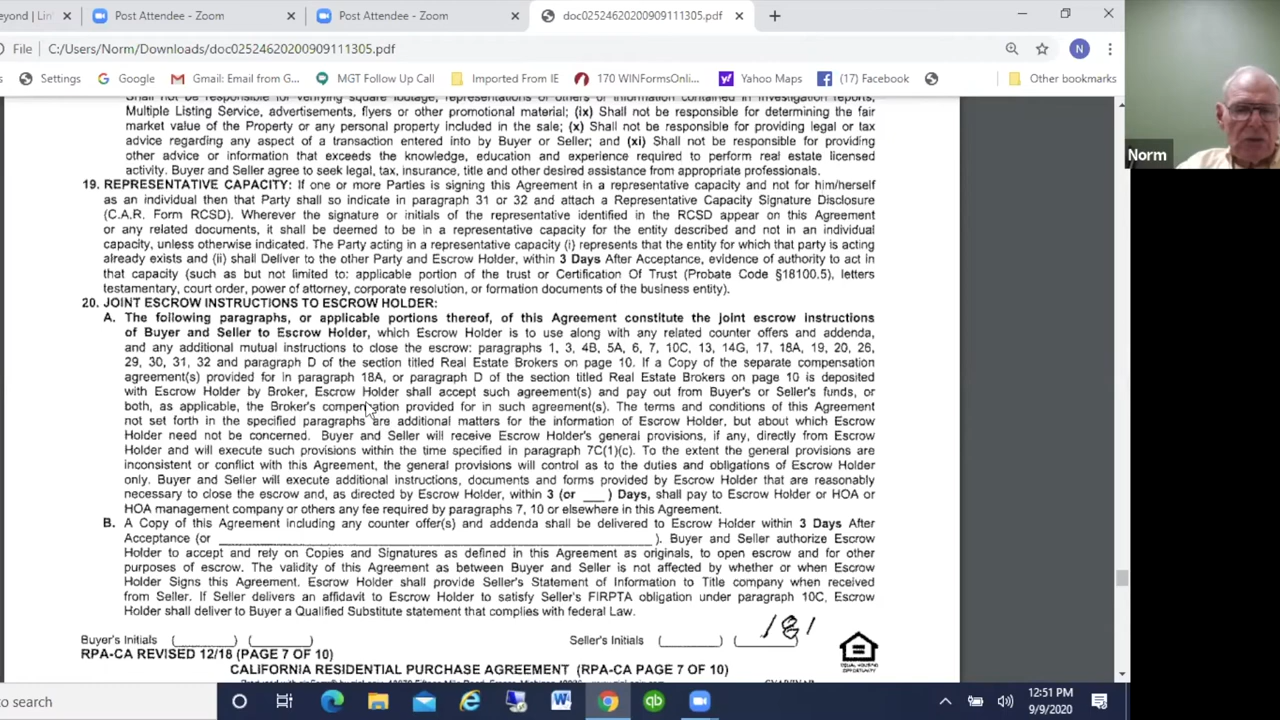 eyond | Lin
Post Attendee - Zoom
Post Attendee - Zoom
doc02524620200909111305.pdf
File
C:/Users/Norm/Downloads/doc02524620200909111305.pdf
N
Settings
Google
Gmail: Email from G...
MGT Follow Up Call
Imported From IE
170 WINFormsOnli...
Yahoo Maps
(17) Facebook
Other bookmarks
Norm
Shall not be responsible for verifying square footage, representations of others or information contained in investigation reports,
Multiple Listing Service, advertisements, flyers or other promotional material; (ix) Shall not be responsible for determining the fair
market value of the Property or any personal property included in the sale; (x) Shall not be responsible for providing legal or tax
advice regarding any aspect of a transaction entered into by Buyer or Seller; and (xi) Shall not be responsible for providing
other advice or information that exceeds the knowledge, education and experience required to perform real estate licensed
activity. Buyer and Seller agree to seek legal, tax, insurance, title and other desired assistance from appropriate professionals.
19. REPRESENTATIVE CAPACITY: If one or more Parties is signing this Agreement in a representative capacity and not for him/herself
as an individual then that Party shall so indicate in paragraph 31 or 32 and attach a Representative Capacity Signature Disclosure
(C.A.R. Form RCSD). Wherever the signature or initials of the representative identified in the RCSD appear on this Agreement
or any related documents, it shall be deemed to be in a representative capacity for the entity described and not in an individual
capacity, unless otherwise indicated. The Party acting in a representative capacity (i) represents that the entity for which that party is acting
already exists and (ii) shall Deliver to the other Party and Escrow Holder, within 3 Days After Acceptance, evidence of authority to act in
that capacity (such as but not limited to: applicable portion of the trust or Certification Of Trust (Probate Code §18100.5), letters
testamentary, court order, power of attorney, corporate resolution, or formation documents of the business entity).
20. JOINT ESCROW INSTRUCTIONS TO ESCROW HOLDER:
A. The following paragraphs, or applicable portions thereof, of this Agreement constitute the joint escrow instructions
of Buyer and Seller to Escrow Holder, which Escrow Holder is to use along with any related counter offers and addenda,
and any additional mutual instructions to close the escrow: paragraphs 1, 3, 4B, 5A, 6, 7, 10C, 13, 14G, 17, 18A, 19, 20, 26,
29, 30, 31, 32 and paragraph D of the section titled Real Estate Brokers on page 10. If a Copy of the separate compensation
agreement(s) provided for in paragraph 18A, or paragraph D of the section titled Real Estate Brokers on page 10 is deposited
with Escrow Holder by Broker, Escrow Holder shall accept such agreement(s) and pay out from Buyer's or Seller's funds, or
both, as applicable, the Broker's compensation provided for in such agreement(s). The terms and conditions of this Agreement
not set forth in the specified paragraphs are additional matters for the information of Escrow Holder, but about which Escrow
Holder need not be concerned. Buyer and Seller will receive Escrow Holder's general provisions, if any, directly from Escrow
Holder and will execute such provisions within the time specified in paragraph 7C(1)(c). To the extent the general provisions are
inconsistent or conflict with this Agreement, the general provisions will control as to the duties and obligations of Escrow Holder
only. Buyer and Seller will execute additional instructions, documents and forms provided by Escrow Holder that are reasonably
necessary to close the escrow and, as directed by Escrow Holder, within 3 (or ___ ) Days, shall pay to Escrow Holder or HOA or
HOA management company or others any fee required by paragraphs 7, 10 or elsewhere in this Agreement.
B. A Copy of this Agreement including any counter offer(s) and addenda shall be delivered to Escrow Holder within 3 Days After
Acceptance (or ___ ). Buyer and Seller authorize Escrow
Holder to accept and rely on Copies and Signatures as defined in this Agreement as originals, to open escrow and for other
purposes of escrow. The validity of this Agreement as between Buyer and Seller is not affected by whether or when Escrow
Holder Signs this Agreement. Escrow Holder shall provide Seller's Statement of Information to Title company when received
from Seller. If Seller delivers an affidavit to Escrow Holder to satisfy Seller's FIRPTA obligation under paragraph 10C, Escrow
Holder shall deliver to Buyer a Qualified Substitute statement that complies with federal Law.
Buyer's Initials (___) (___) Seller's Initials (___) (___)
RPA-CA REVISED 12/18 (PAGE 7 OF 10)
EQUAL HOUSING
OPPORTUNITY
CALIFORNIA RESIDENTIAL PURCHASE AGREEMENT (RPA-CA PAGE 7 OF 10)
to search
12:51 PM
9/9/2020